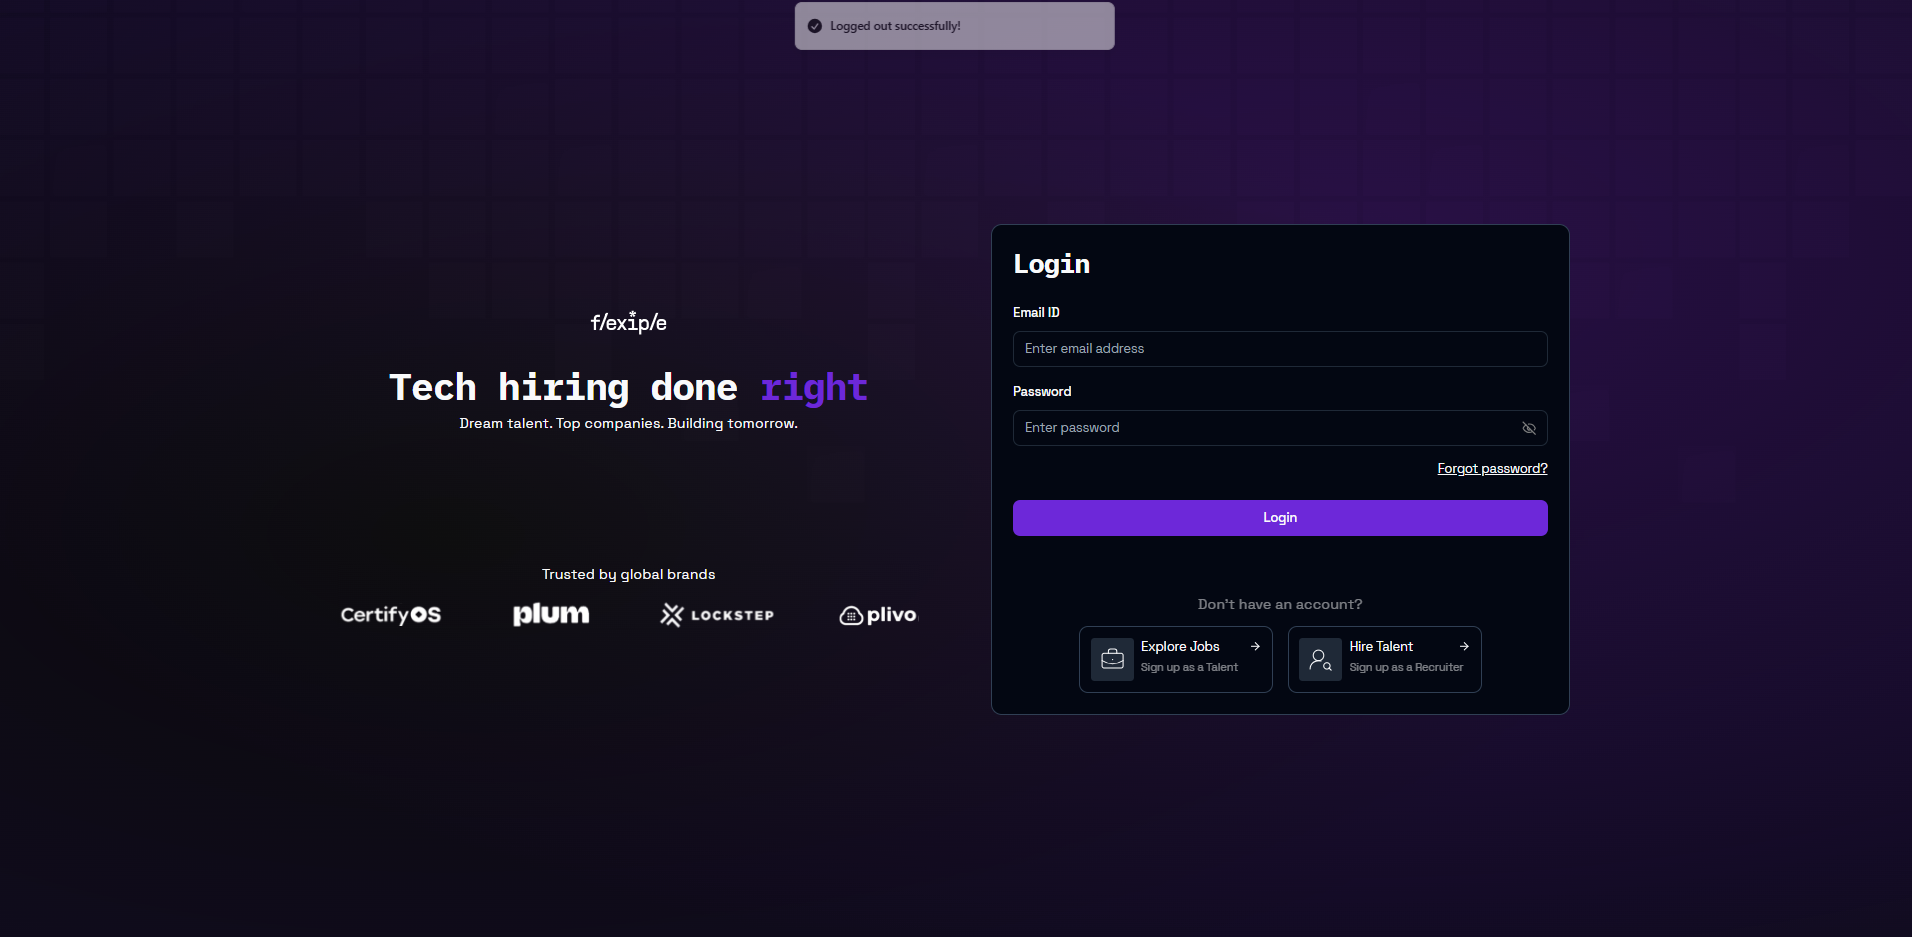 Logged out successfully!
f/exip/e
Tech hiring done right
Dream talent. Top companies. Building tomorrow.
Trusted by global brands
CertifyOS
plum
LOCKSTEP
plivo
Login
Email ID
Enter email address
Password
Enter password
Forgot password?
Login
Don't have an account?
Explore Jobs
Sign up as a Talent
Hire Talent
Sign up as a Recruiter